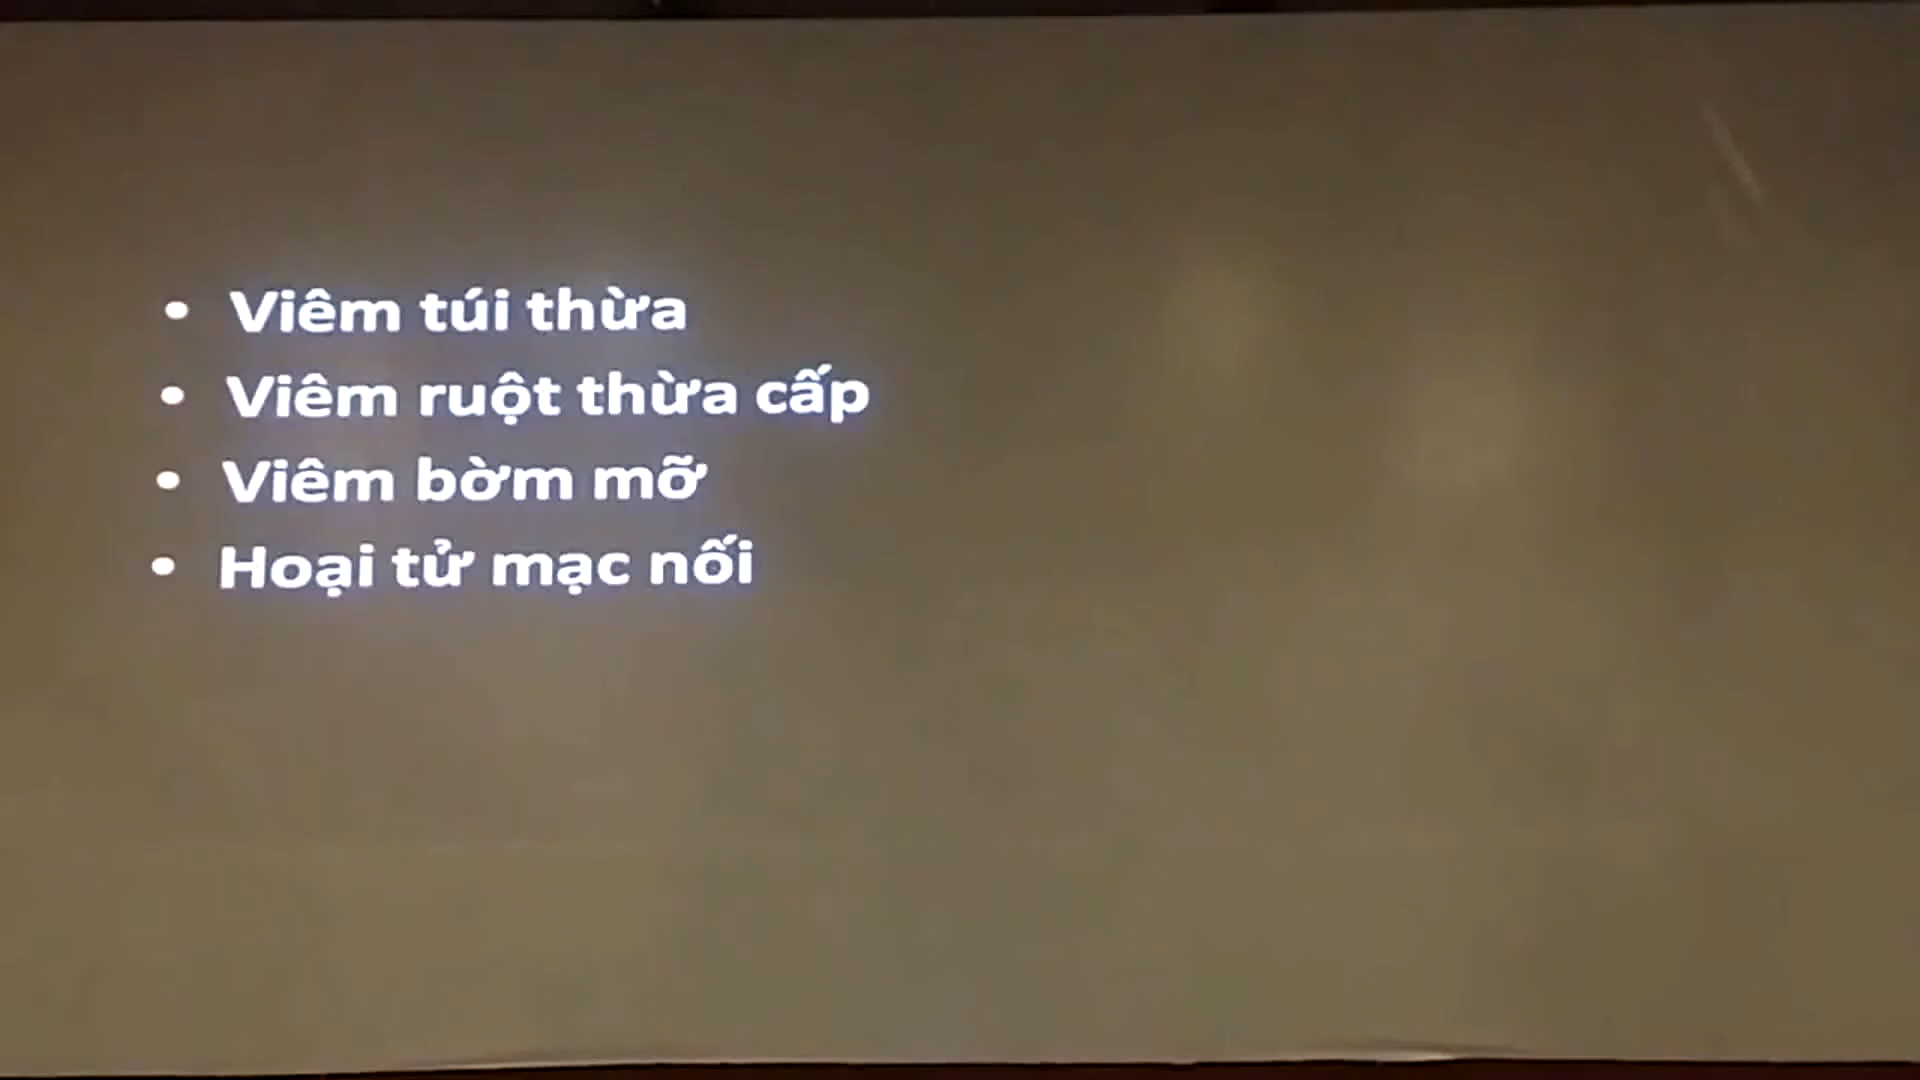 • Viêm túi thừa
• Viêm ruột thừa cấp
• Viêm bờm mỡ
• Hoại tử mạc nối